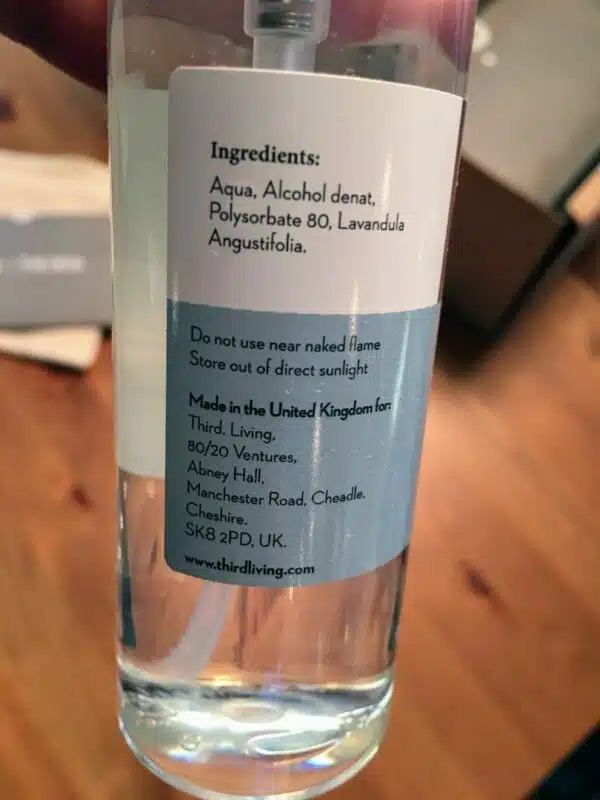 Ingredients:
Aqua, Alcohol denat,
Polysorbate 80, Lavandula
Angustifolia.
Do not use near naked flame
Store out of direct sunlight
Made in the United Kingdom for:
Third. Living,
80/20 Ventures,
Abney Hall,
Manchester Road, Cheadle,
Cheshire.
SK8 2PD, UK.
www.thirdliving.com